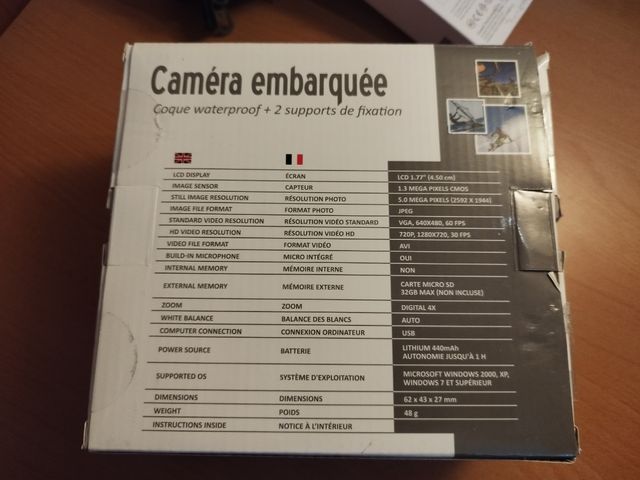 Caméra embarquée
Coque waterproof + 2 supports de fixation
LCD DISPLAY ÉCRAN LCD 1.77" (4.50 cm)
IMAGE SENSOR CAPTEUR 1.3 MEGA PIXELS CMOS
STILL IMAGE RESOLUTION RÉSOLUTION PHOTO 5.0 MEGA PIXELS (2592 X 1944)
IMAGE FILE FORMAT FORMAT PHOTO JPEG
STANDARD VIDEO RESOLUTION RÉSOLUTION VIDÉO STANDARD VGA, 640X480, 60 FPS
HD VIDEO RESOLUTION RÉSOLUTION VIDÉO HD 720P, 1280X720, 30 FPS
VIDEO FILE FORMAT FORMAT VIDÉO AVI
BUILD-IN MICROPHONE MICRO INTÉGRÉ OUI
INTERNAL MEMORY MÉMOIRE INTERNE NON
EXTERNAL MEMORY MÉMOIRE EXTERNE CARTE MICRO SD
32GB MAX (NON INCLUSE)
ZOOM ZOOM DIGITAL 4X
WHITE BALANCE BALANCE DES BLANCS AUTO
COMPUTER CONNECTION CONNEXION ORDINATEUR USB
POWER SOURCE BATTERIE LITHIUM 440mAh
AUTONOMIE JUSQU'À 1 H
SUPPORTED OS SYSTÈME D'EXPLOITATION MICROSOFT WINDOWS 2000, XP,
WINDOWS 7 ET SUPÉRIEUR
DIMENSIONS DIMENSIONS 62 x 43 x 27 mm
WEIGHT POIDS 48 g
INSTRUCTIONS INSIDE NOTICE À L'INTÉRIEUR